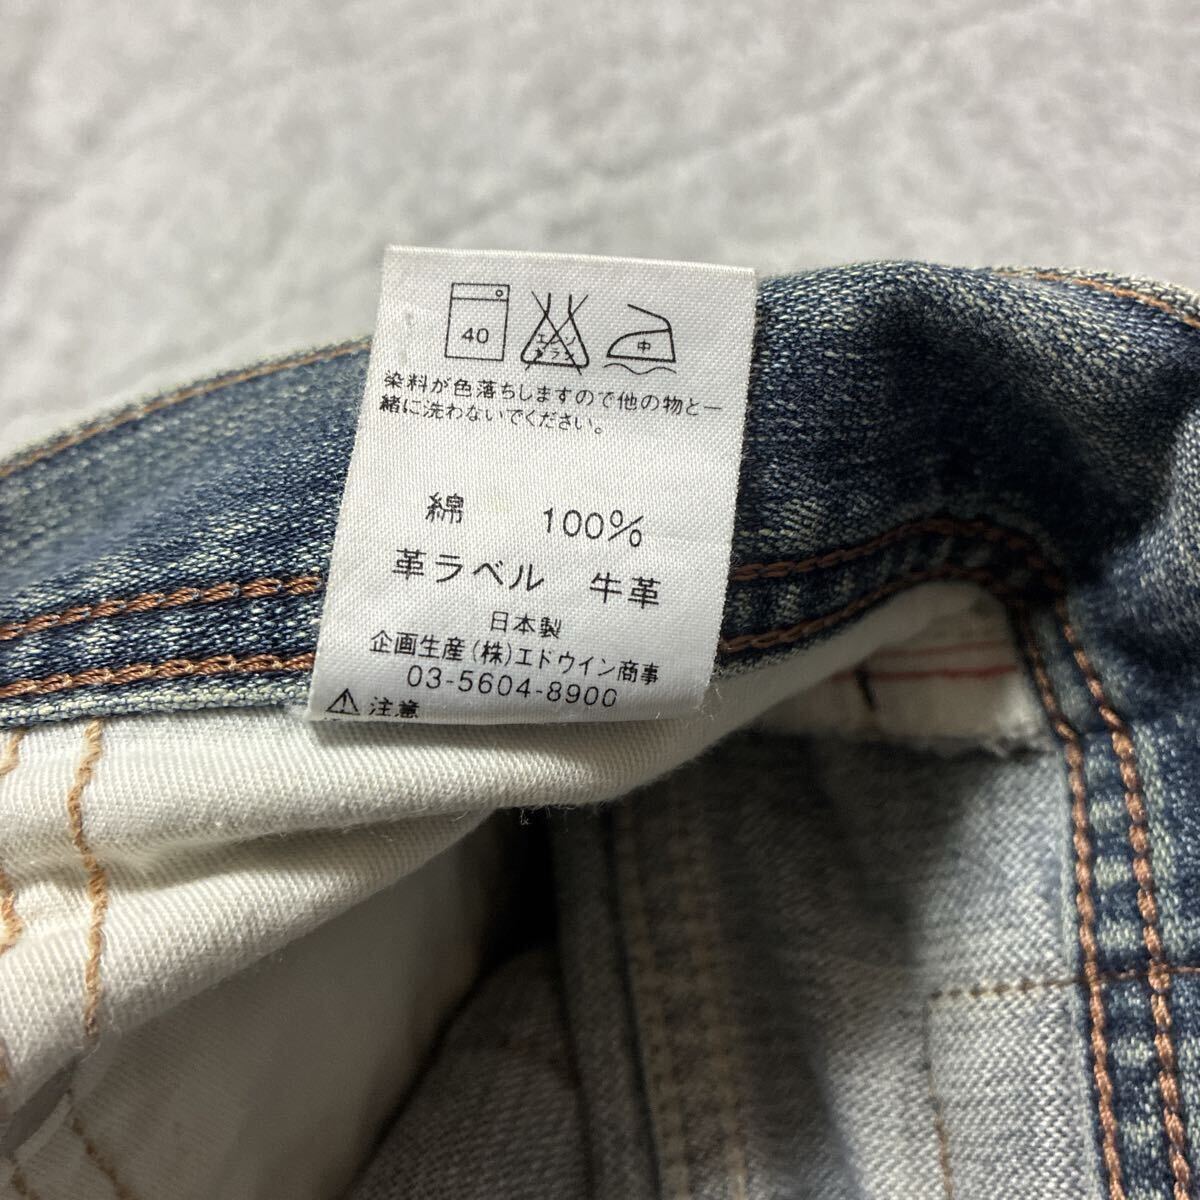 40
エンソ
サラシ
中
染料が色落ちしますので他の物と一
緒に洗わないでください。
綿 100%
革ラベル 牛革
日本製
企画生産(株)エドウイン商事
03-5604-8900
注意